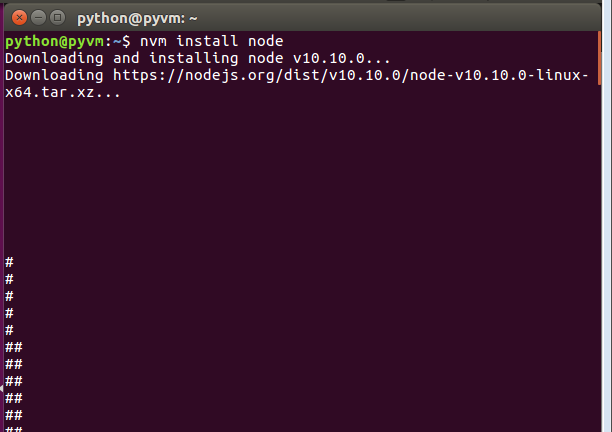 python@pyvm: ~
python@pyvm:~$ nvm install node
Downloading and installing node v10.10.0...
Downloading https://nodejs.org/dist/v10.10.0/node-v10.10.0-linux-
x64.tar.xz...
#
#
#
#
#
##
##
##
##
##
##